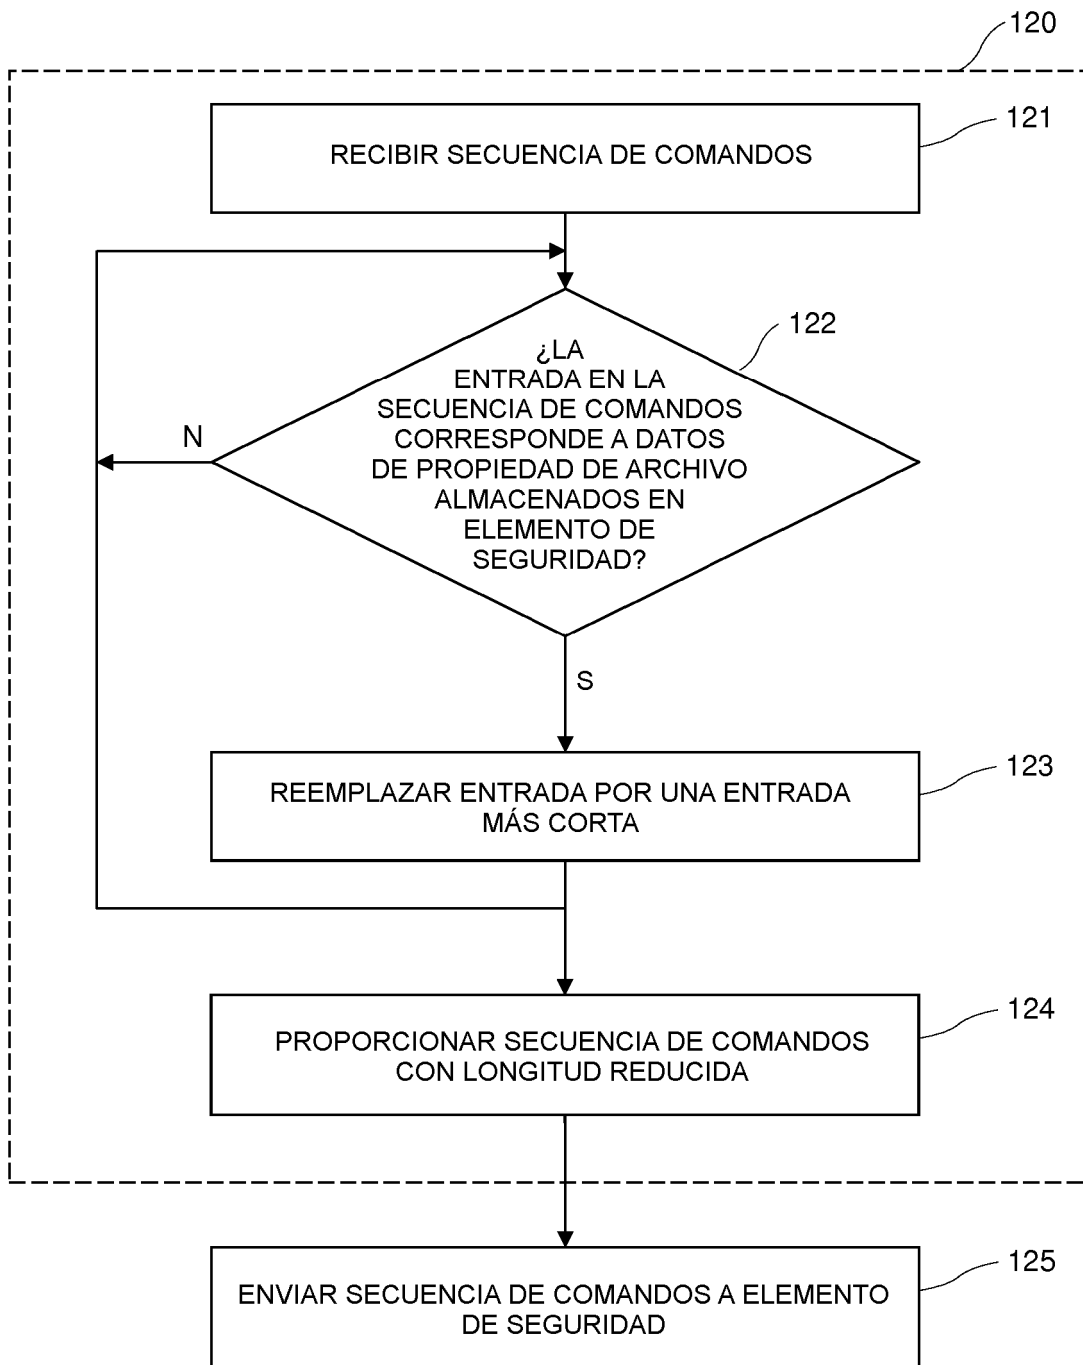 120
121
RECIBIR SECUENCIA DE COMANDOS
122
¿LA
ENTRADA EN LA
SECUENCIA DE COMANDOS
CORRESPONDE A DATOS
DE PROPIEDAD DE ARCHIVO
ALMACENADOS EN
ELEMENTO DE
SEGURIDAD?
N
S
123
REEMPLAZAR ENTRADA POR UNA ENTRADA
MÁS CORTA
124
PROPORCIONAR SECUENCIA DE COMANDOS
CON LONGITUD REDUCIDA
125
ENVIAR SECUENCIA DE COMANDOS A ELEMENTO
DE SEGURIDAD